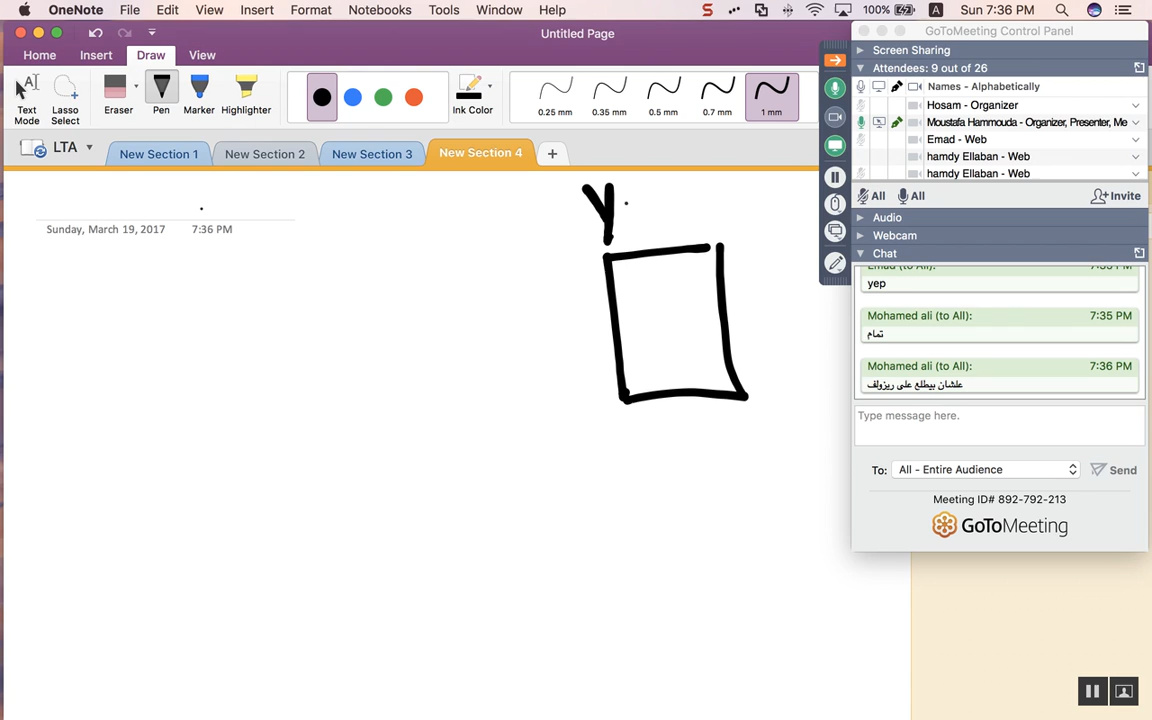 OneNote File Edit View Insert Format Notebooks Tools Window Help 100% A Sun 7:36 PM
Untitled Page
Home Insert Draw View
Text Mode
Lasso Select
Eraser
Pen
Marker
Highlighter
Ink Color
0.25 mm
0.35 mm
0.5 mm
0.7 mm
1 mm
LTA New Section 1 New Section 2 New Section 3 New Section 4 +
Sunday, March 19, 2017 7:36 PM
y
GoToMeeting Control Panel
Screen Sharing
Attendees: 9 out of 26
Names - Alphabetically
Hosam - Organizer
Moustafa Hammouda - Organizer, Presenter, Me
Emad - Web
hamdy Ellaban - Web
hamdy Ellaban - Web
All All Invite
Audio
Webcam
Chat
Emad (to All): 7:35 PM
yep
Mohamed ali (to All): 7:35 PM
تمام
Mohamed ali (to All): 7:36 PM
علشان بيطلع على ريزولف
Type message here.
To: All - Entire Audience Send
Meeting ID# 892-792-213
GoToMeeting